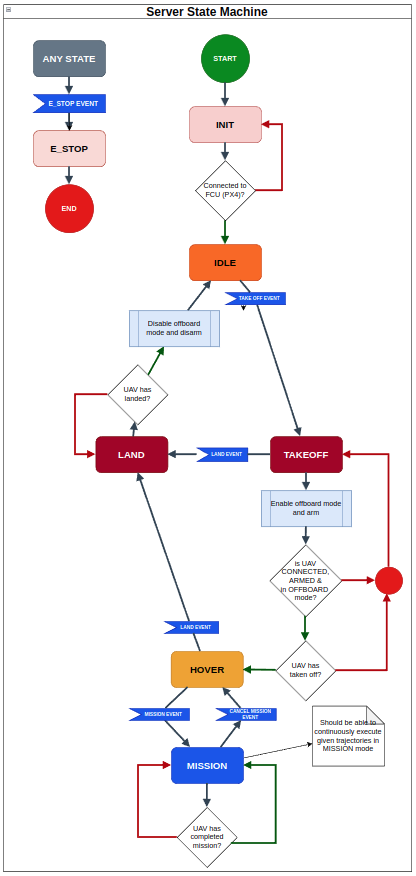 Server State Machine
ANY STATE
START
E_STOP EVENT
INIT
E_STOP
Connected to
FCU (PX4)?
END
IDLE
TAKE OFF EVENT
Disable offboard
mode and disarm
UAV has
landed?
LAND
LAND EVENT
TAKEOFF
Enable offboard mode
and arm
is UAV
CONNECTED,
ARMED &
in OFFBOARD
mode?
LAND EVENT
UAV has
taken off?
HOVER
MISSION EVENT
CANCEL MISSION
EVENT
Should be able to
continuously execute
given trajectories in
MISSION mode
MISSION
UAV has
completed
mission?